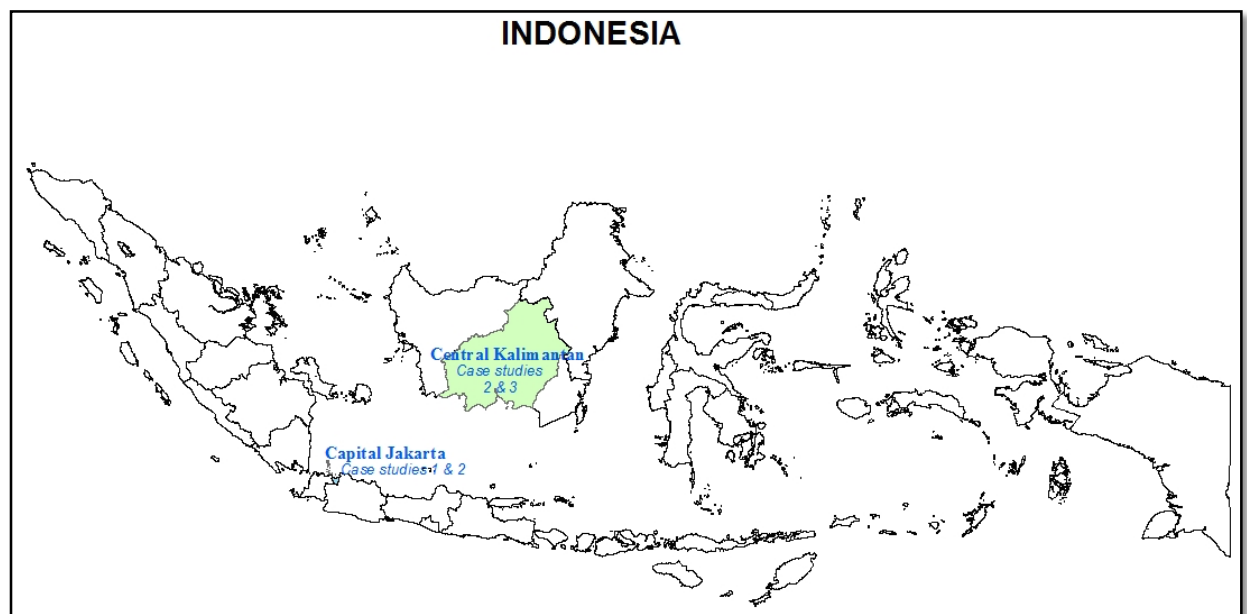 INDONESIA
Central Kalimantan
Case studies
2 & 3
Capital Jakarta
Case studies 1 & 2